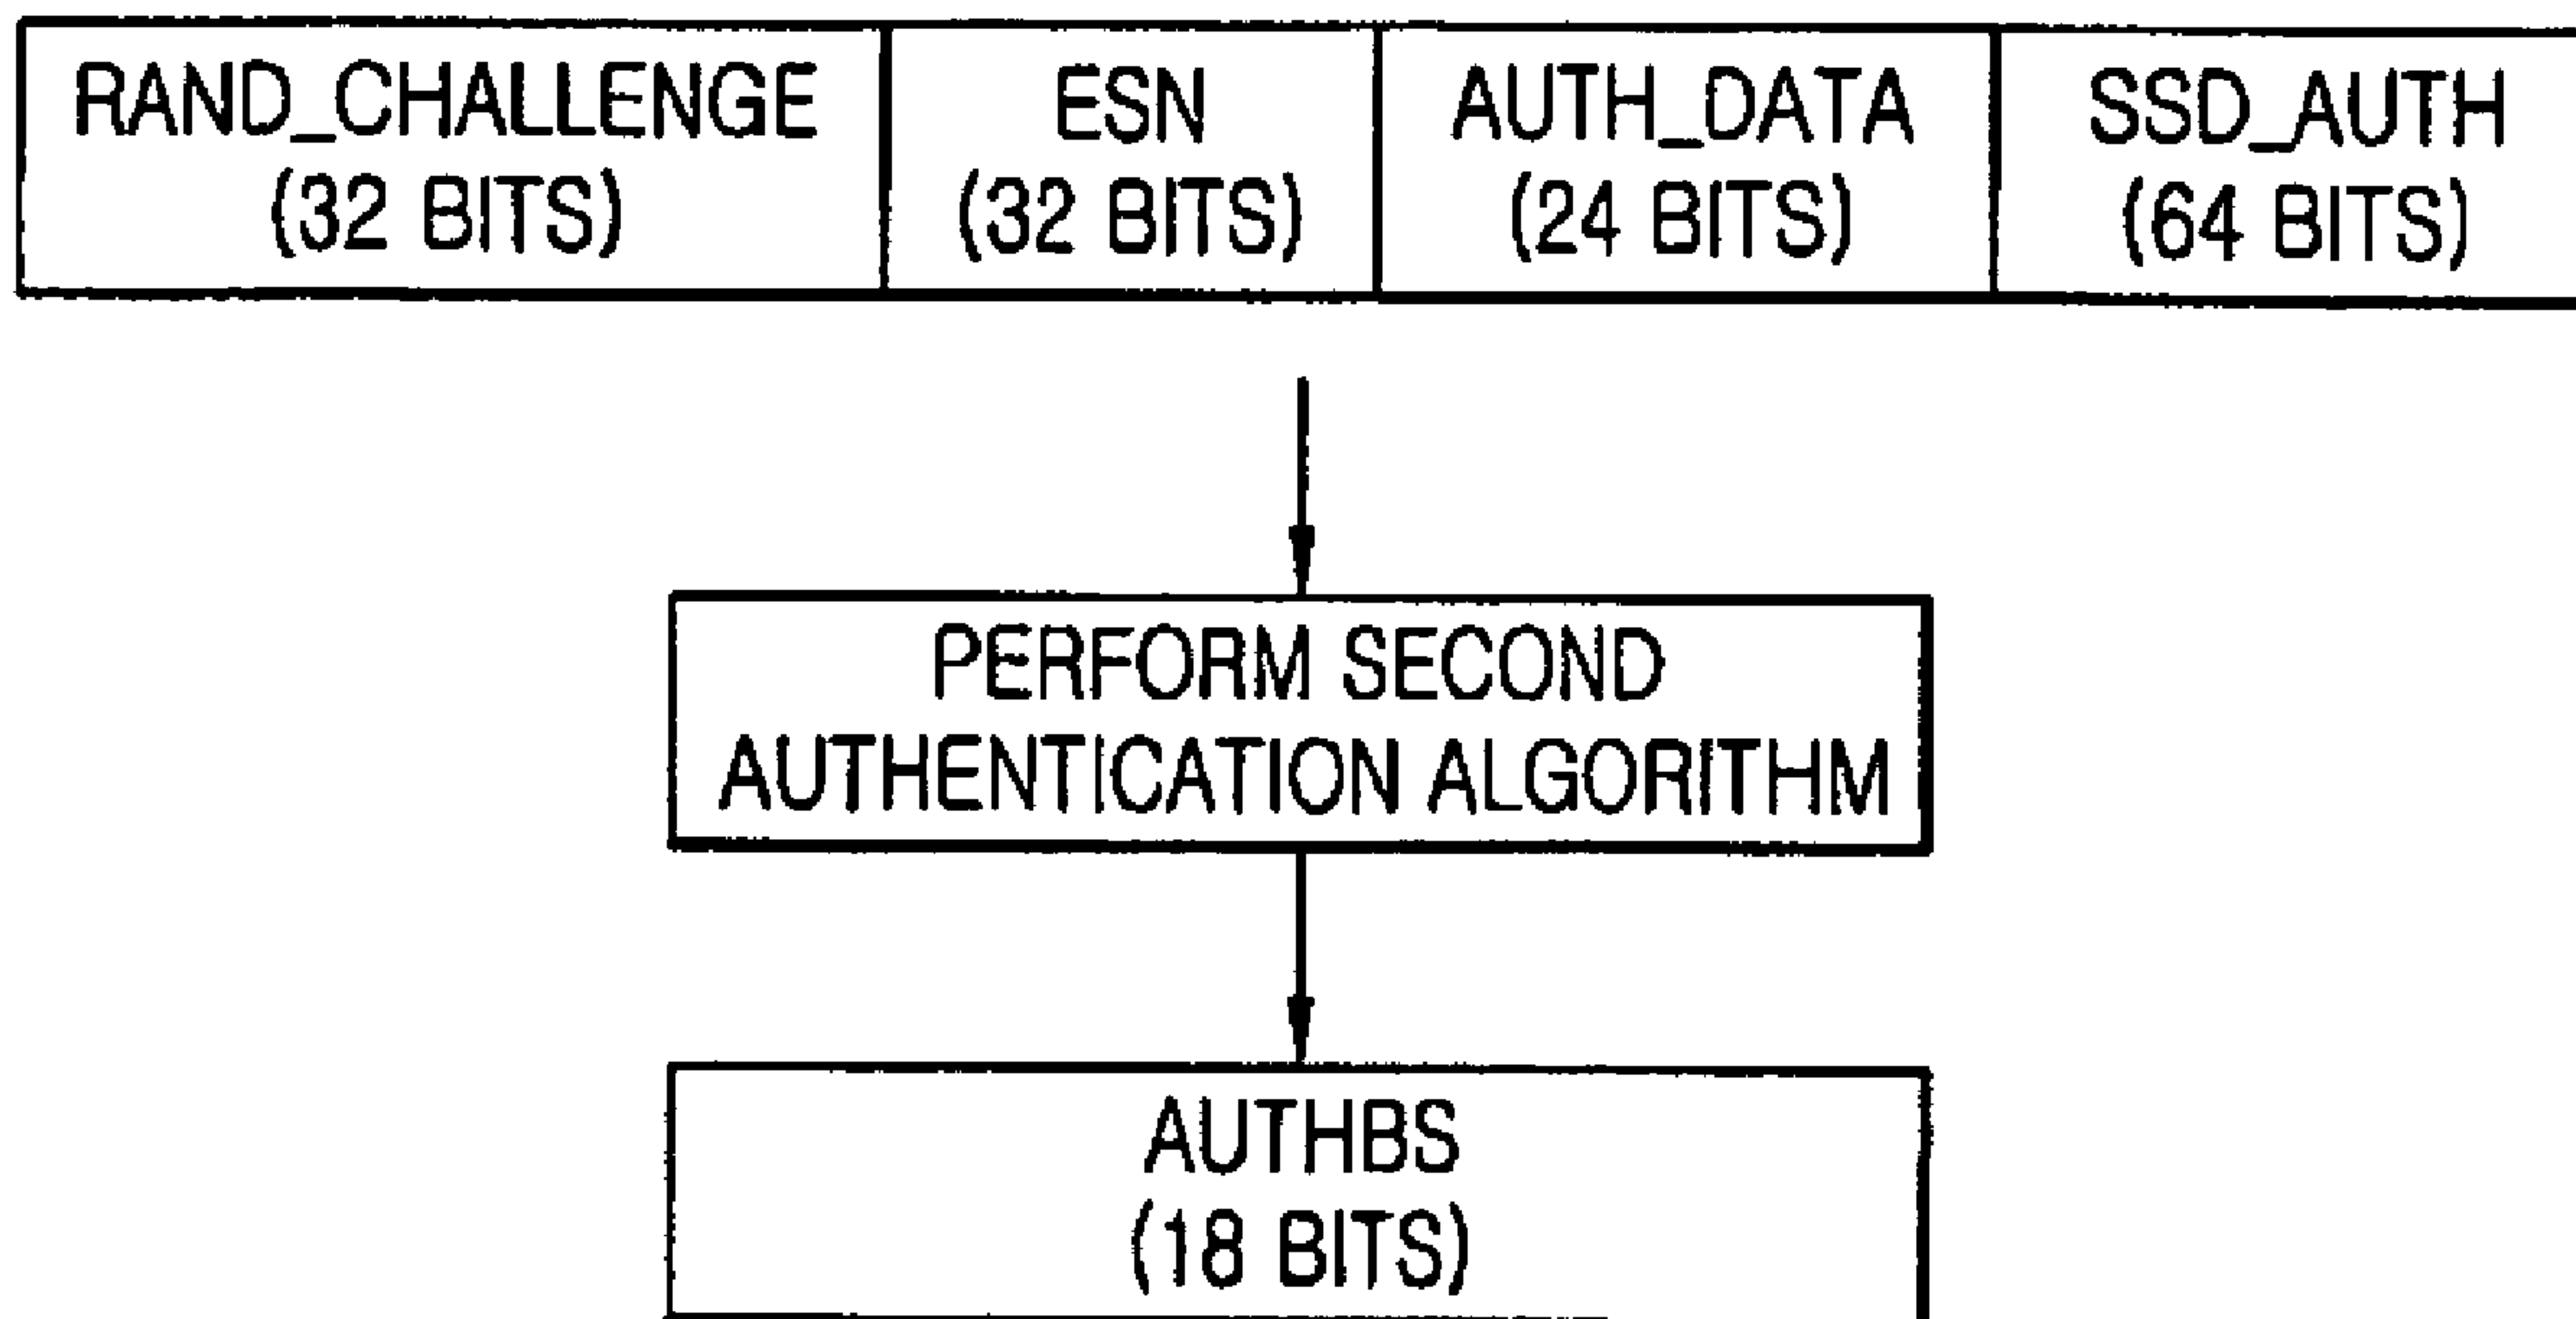 RAND_CHALLENGE
(32 BITS)
ESN
(32 BITS)
AUTH_DATA
(24 BITS)
SSD_AUTH
(64 BITS)
PERFORM SECOND
AUTHENTICATION ALGORITHM
AUTHBS
(18 BITS)